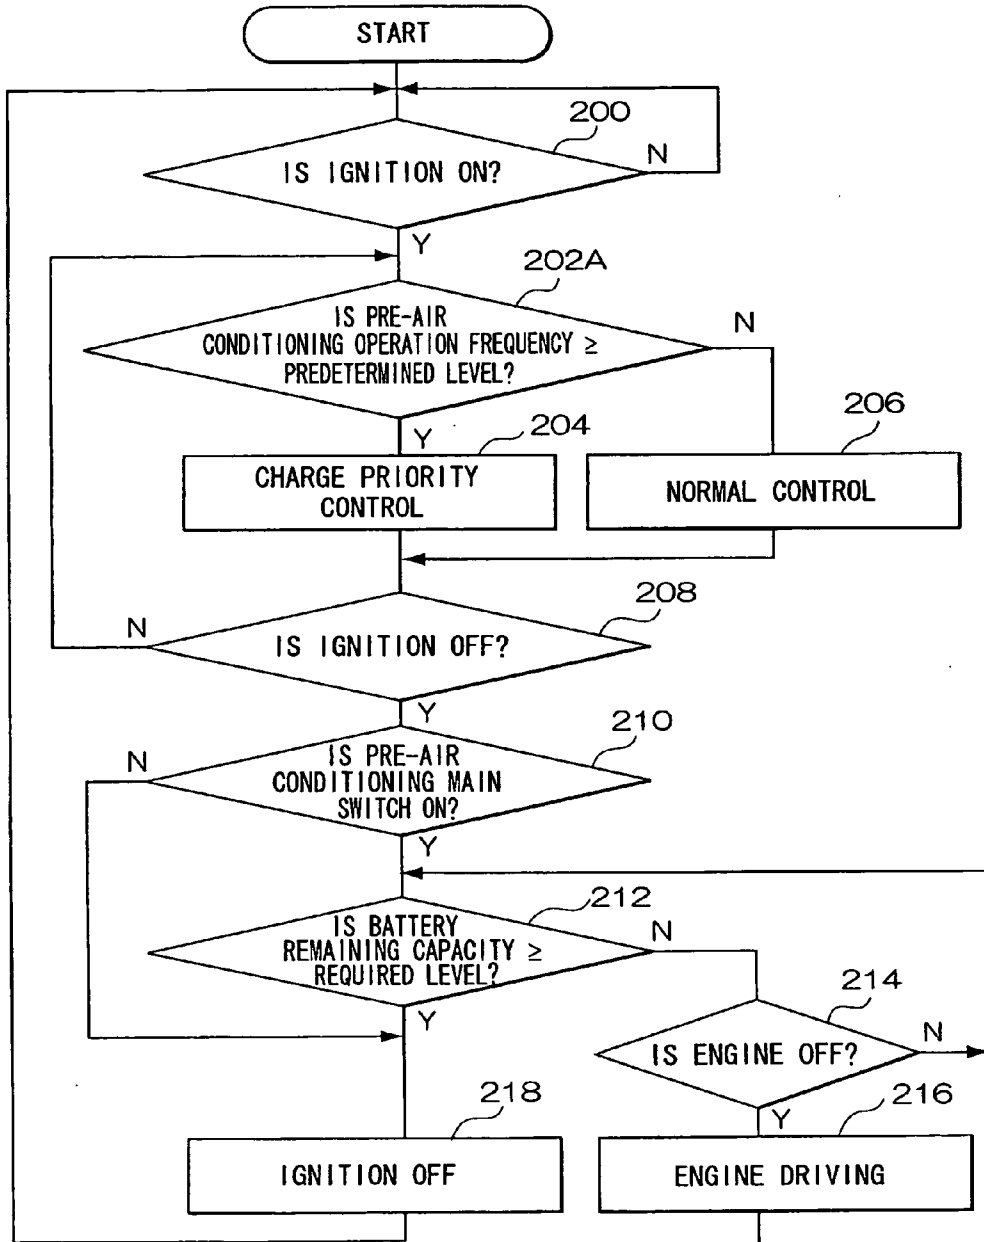 START
200
IS IGNITION ON?
N
Y
202A
IS PRE-AIR
CONDITIONING OPERATION FREQUENCY ≥
PREDETERMINED LEVEL?
N
Y
204
206
CHARGE PRIORITY
CONTROL
NORMAL CONTROL
208
N
IS IGNITION OFF?
Y
210
N
IS PRE-AIR
CONDITIONING MAIN
SWITCH ON?
Y
212
IS BATTERY
REMAINING CAPACITY ≥
REQUIRED LEVEL?
N
Y
214
IS ENGINE OFF?
N
Y
218
216
IGNITION OFF
ENGINE DRIVING